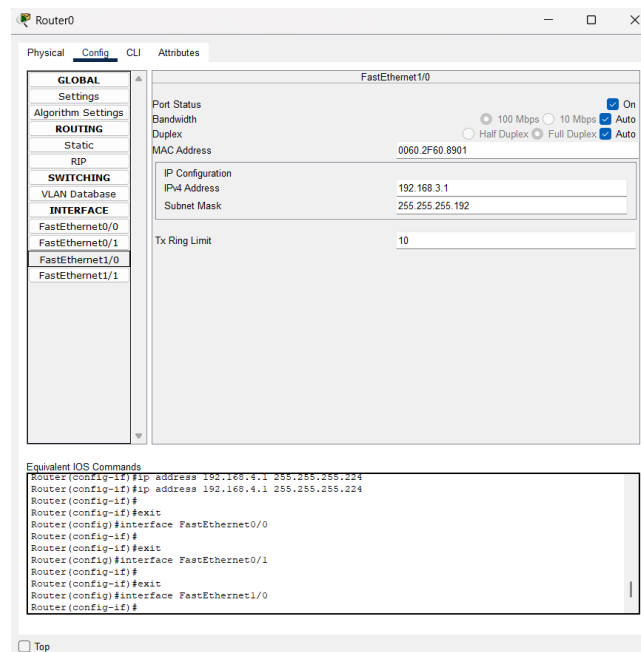 Router0
Physical Config CLI Attributes
GLOBAL
Settings
Algorithm Settings
ROUTING
Static
RIP
SWITCHING
VLAN Database
INTERFACE
FastEthernet0/0
FastEthernet0/1
FastEthernet1/0
FastEthernet1/1
FastEthernet1/0
Port Status On
Bandwidth 100 Mbps 10 Mbps Auto
Duplex Half Duplex Full Duplex Auto
MAC Address 0060.2F60.8901
IP Configuration
IPv4 Address 192.168.3.1
Subnet Mask 255.255.255.192
Tx Ring Limit 10
Equivalent IOS Commands
Router(config-if)#ip address 192.168.4.1 255.255.255.224
Router(config-if)#ip address 192.168.4.1 255.255.255.224
Router(config-if)#
Router(config-if)#exit
Router(config)#interface FastEthernet0/0
Router(config-if)#
Router(config-if)#exit
Router(config)#interface FastEthernet0/1
Router(config-if)#
Router(config-if)#exit
Router(config)#interface FastEthernet1/0
Router(config-if)#
Top